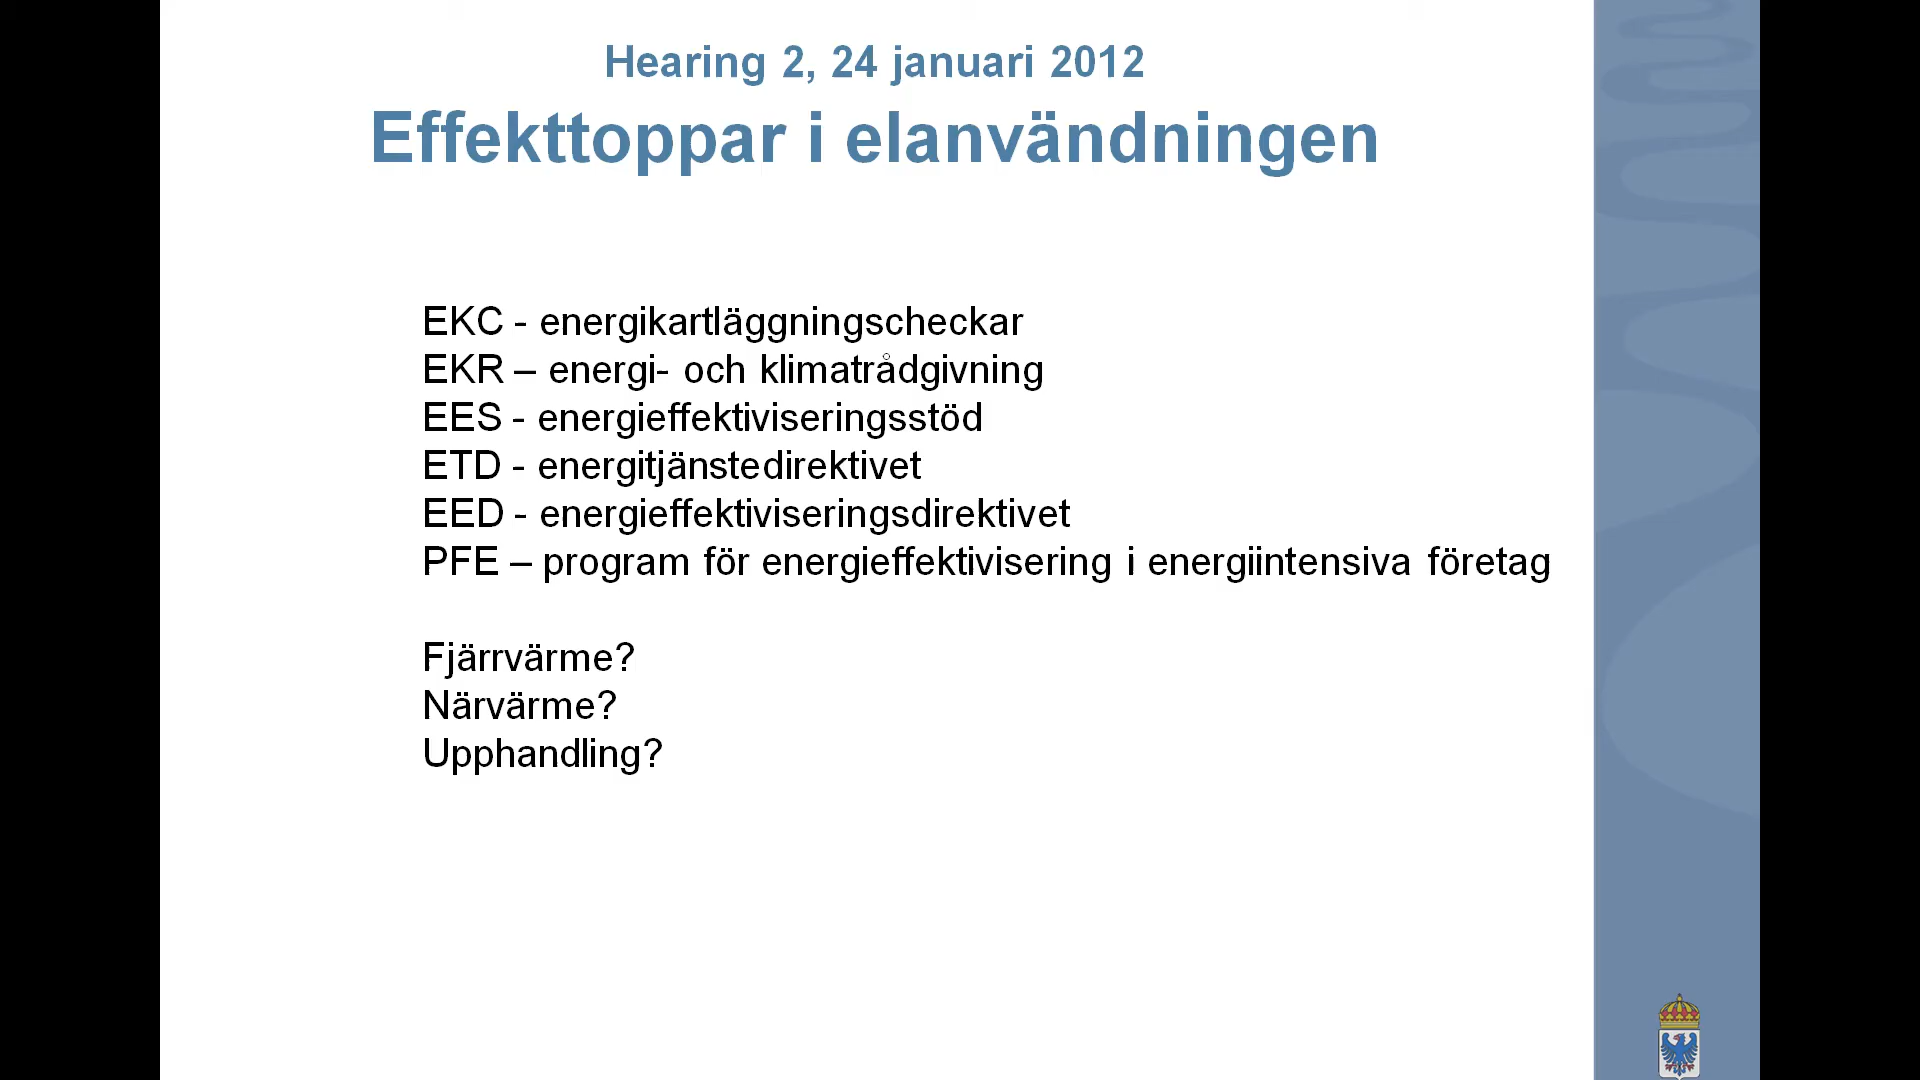 Hearing 2, 24 januari 2012
Effekttoppar i elanvändningen
EKC - energikartläggningscheckar
EKR – energi- och klimatrådgivning
EES - energieffektiviseringsstöd
ETD - energitjänstedirektivet
EED - energieffektiviseringsdirektivet
PFE – program för energieffektivisering i energiintensiva företag
Fjärrvärme?
Närvärme?
Upphandling?